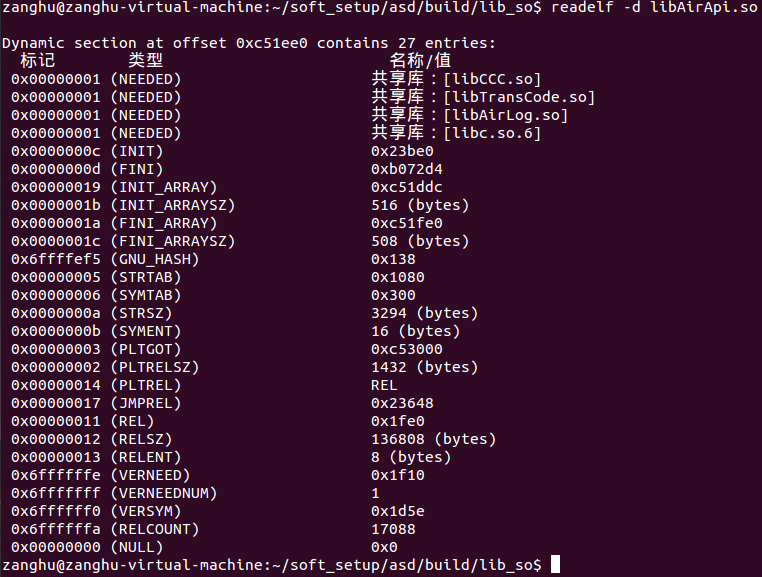 zanghu@zanghu-virtual-machine:~/soft_setup/asd/build/lib_so$ readelf -d libAirApi.so
Dynamic section at offset 0xc51ee0 contains 27 entries:
标记 类型 名称/值
0x00000001 (NEEDED) 共享库：[libCCC.so]
0x00000001 (NEEDED) 共享库：[libTransCode.so]
0x00000001 (NEEDED) 共享库：[libAirLog.so]
0x00000001 (NEEDED) 共享库：[libc.so.6]
0x0000000c (INIT) 0x23be0
0x0000000d (FINI) 0xb072d4
0x00000019 (INIT_ARRAY) 0xc51ddc
0x0000001b (INIT_ARRAYSZ) 516 (bytes)
0x0000001a (FINI_ARRAY) 0xc51fe0
0x0000001c (FINI_ARRAYSZ) 508 (bytes)
0x6ffffef5 (GNU_HASH) 0x138
0x00000005 (STRTAB) 0x1080
0x00000006 (SYMTAB) 0x300
0x0000000a (STRSZ) 3294 (bytes)
0x0000000b (SYMENT) 16 (bytes)
0x00000003 (PLTGOT) 0xc53000
0x00000002 (PLTRELSZ) 1432 (bytes)
0x00000014 (PLTREL) REL
0x00000017 (JMPREL) 0x23648
0x00000011 (REL) 0x1fe0
0x00000012 (RELSZ) 136808 (bytes)
0x00000013 (RELENT) 8 (bytes)
0x6ffffffe (VERNEED) 0x1f10
0x6fffffff (VERNEEDNUM) 1
0x6ffffff0 (VERSYM) 0x1d5e
0x6ffffffa (RELCOUNT) 17088
0x00000000 (NULL) 0x0
zanghu@zanghu-virtual-machine:~/soft_setup/asd/build/lib_so$